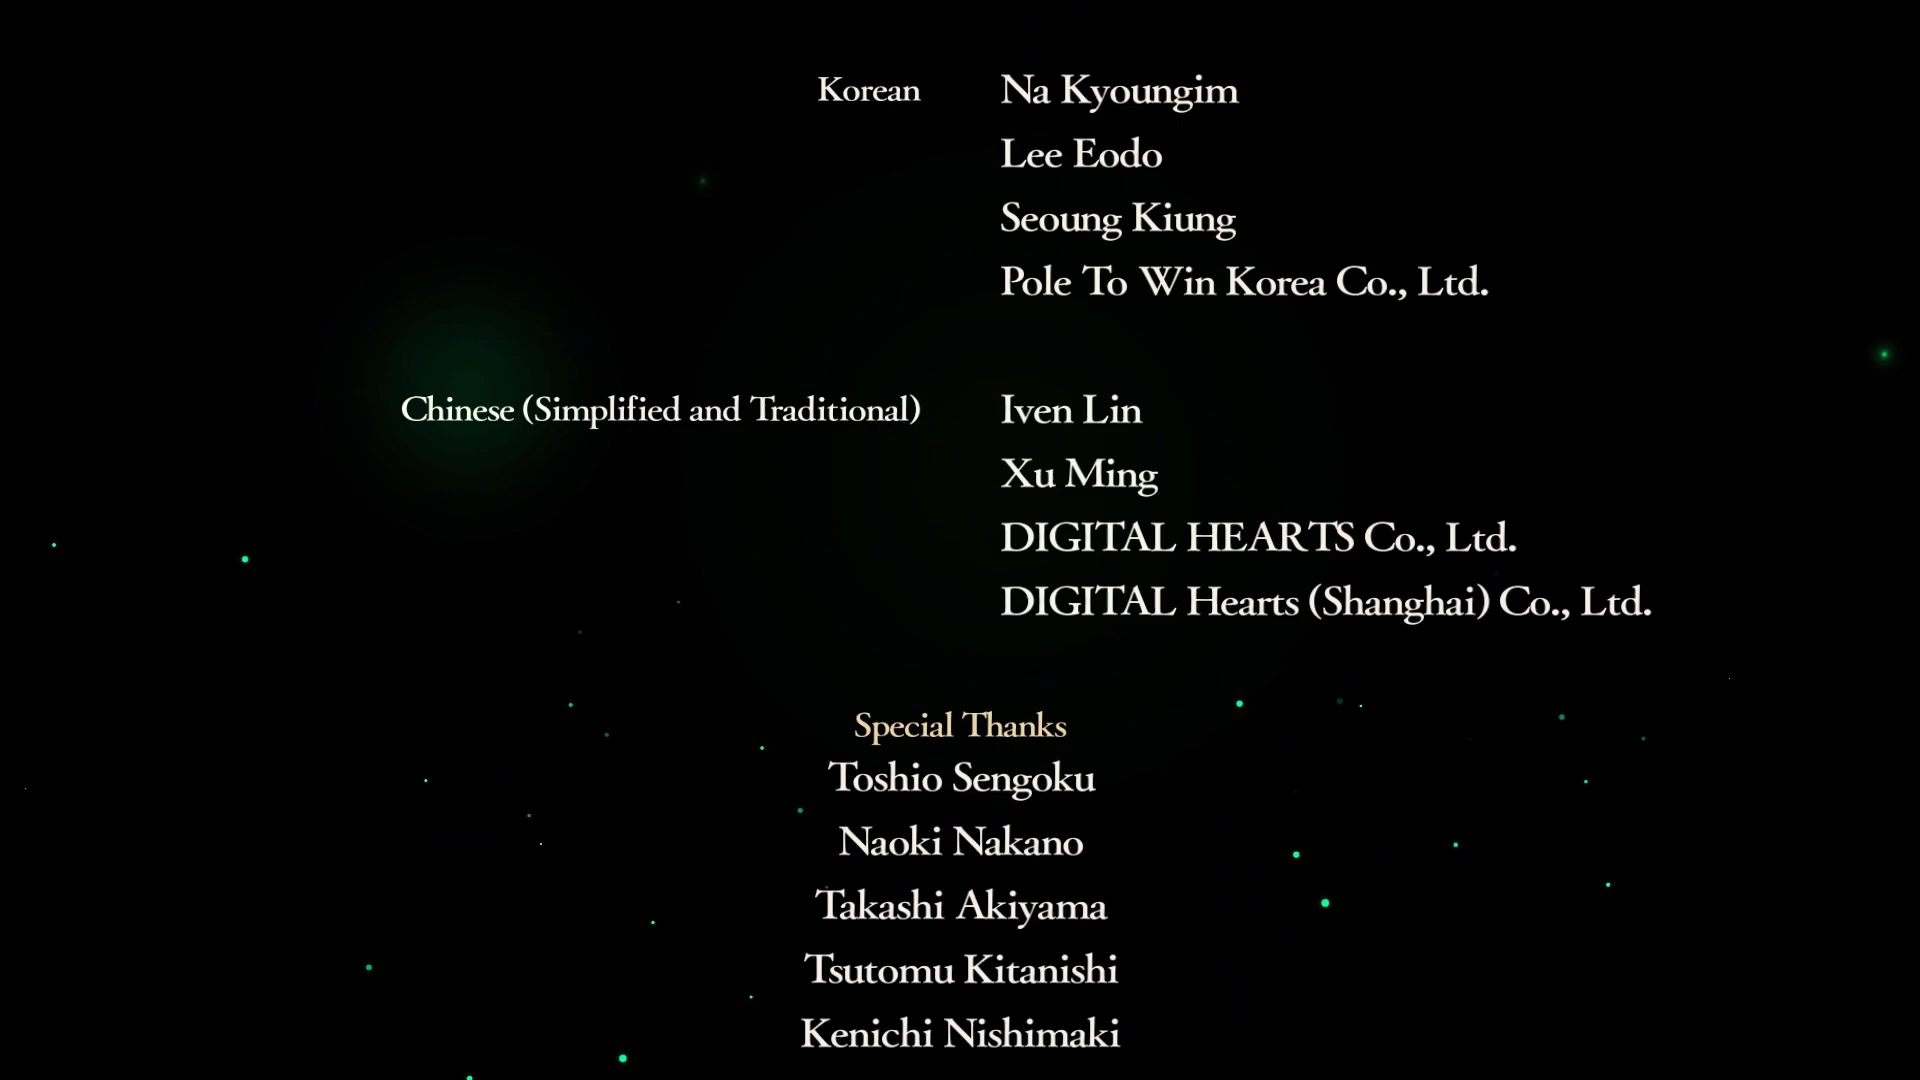 Korean Na Kyoungim
Lee Eodo
Seoung Kiung
Pole To Win Korea Co., Ltd.
Chinese (Simplified and Traditional) Iven Lin
Xu Ming
DIGITAL HEARTS Co., Ltd.
DIGITAL Hearts (Shanghai) Co., Ltd.
Special Thanks
Toshio Sengoku
Naoki Nakano
Takashi Akiyama
Tsutomu Kitanishi
Kenichi Nishimaki